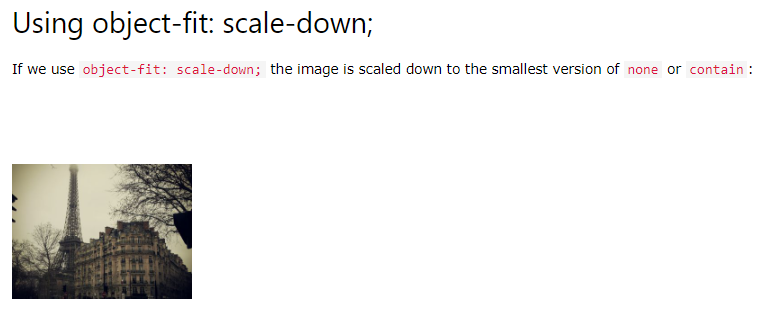 Using object-fit: scale-down;
If we use object-fit: scale-down; the image is scaled down to the smallest version of none or contain: